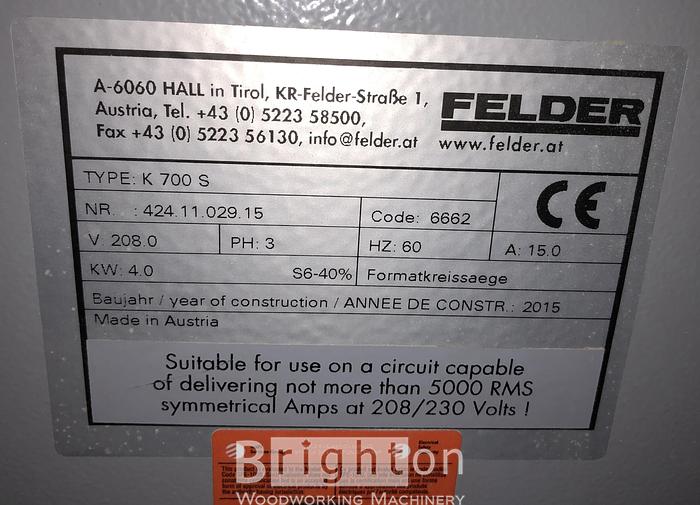 A-6060 HALL in Tirol, KR-Felder-Straße 1,
Austria, Tel. +43 (0) 5223 58500,
Fax +43 (0) 5223 56130, info@felder.at
FELDER
www.felder.at
TYPE: K 700 S
NR. : 424.11.029.15
Code: 6662
CE
V: 208.0
PH: 3
HZ: 60
A: 15.0
KW: 4.0
S6-40%
Formatkreissaege
Baujahr / year of construction / ANNEE DE CONSTR.: 2015
Made in Austria
Suitable for use on a circuit capable
of delivering not more than 5000 RMS
symmetrical Amps at 208/230 Volts !
Brighton
WOODWORKING MACHINERY